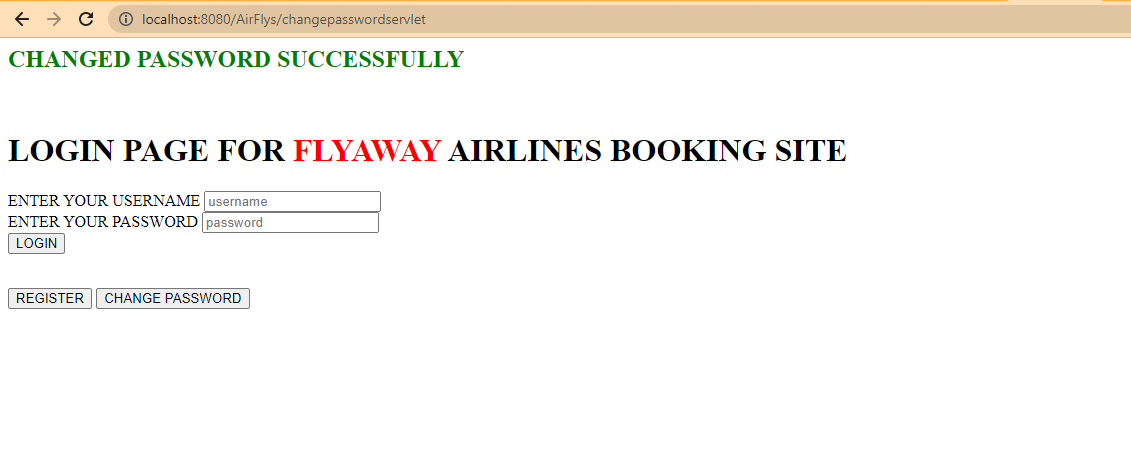 localhost:8080/AirFlys/changepasswordservlet
CHANGED PASSWORD SUCCESSFULLY
LOGIN PAGE FOR FLYAWAY AIRLINES BOOKING SITE
ENTER YOUR USERNAME username
ENTER YOUR PASSWORD password
LOGIN
REGISTER CHANGE PASSWORD